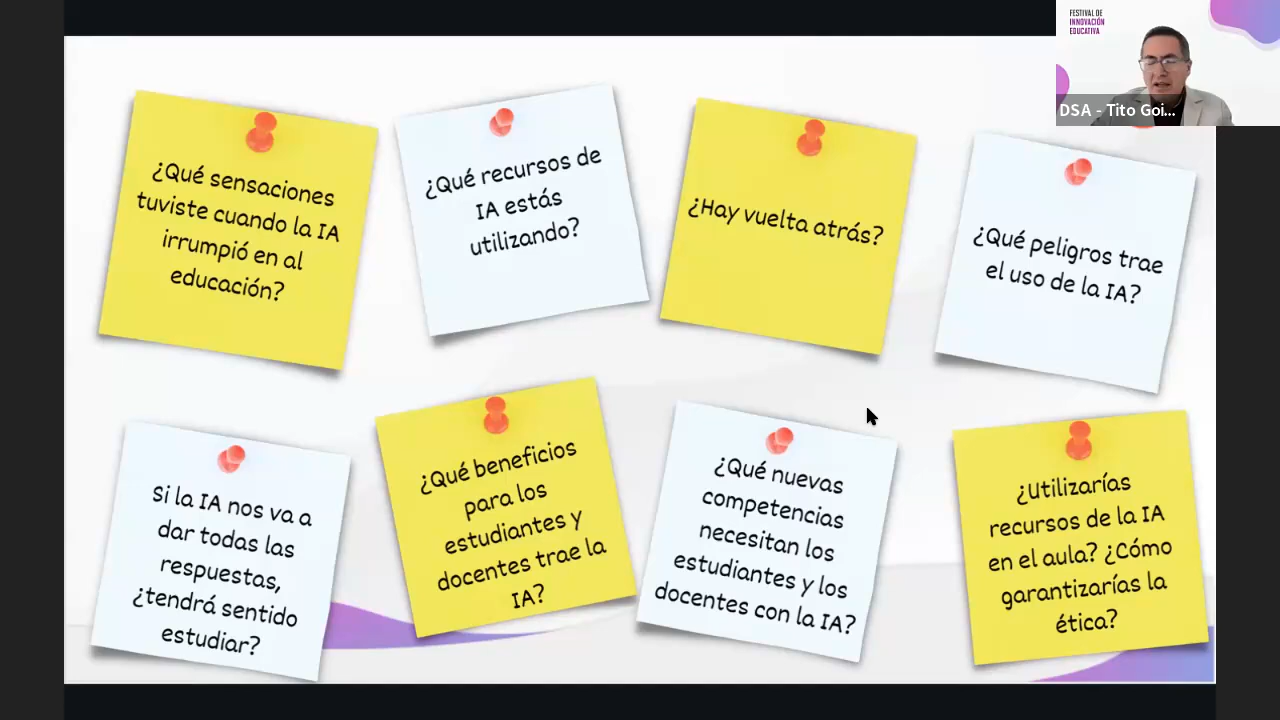 FESTIVAL DE
INNOVACIÓN
EDUCATIVA
DSA - Tito Goi...
¿Qué sensaciones
tuviste cuando la IA
irrumpió en al
educación?
¿Qué recursos de
IA estás
utilizando?
¿Hay vuelta atrás?
¿Qué peligros trae
el uso de la IA?
Si la IA nos va a
dar todas las
respuestas,
¿tendrá sentido
estudiar?
¿Qué beneficios
para los
estudiantes y
docentes trae la
IA?
¿Qué nuevas
competencias
necesitan los
estudiantes y los
docentes con la IA?
¿Utilizarías
recursos de la IA
en el aula? ¿Cómo
garantizarías la
ética?